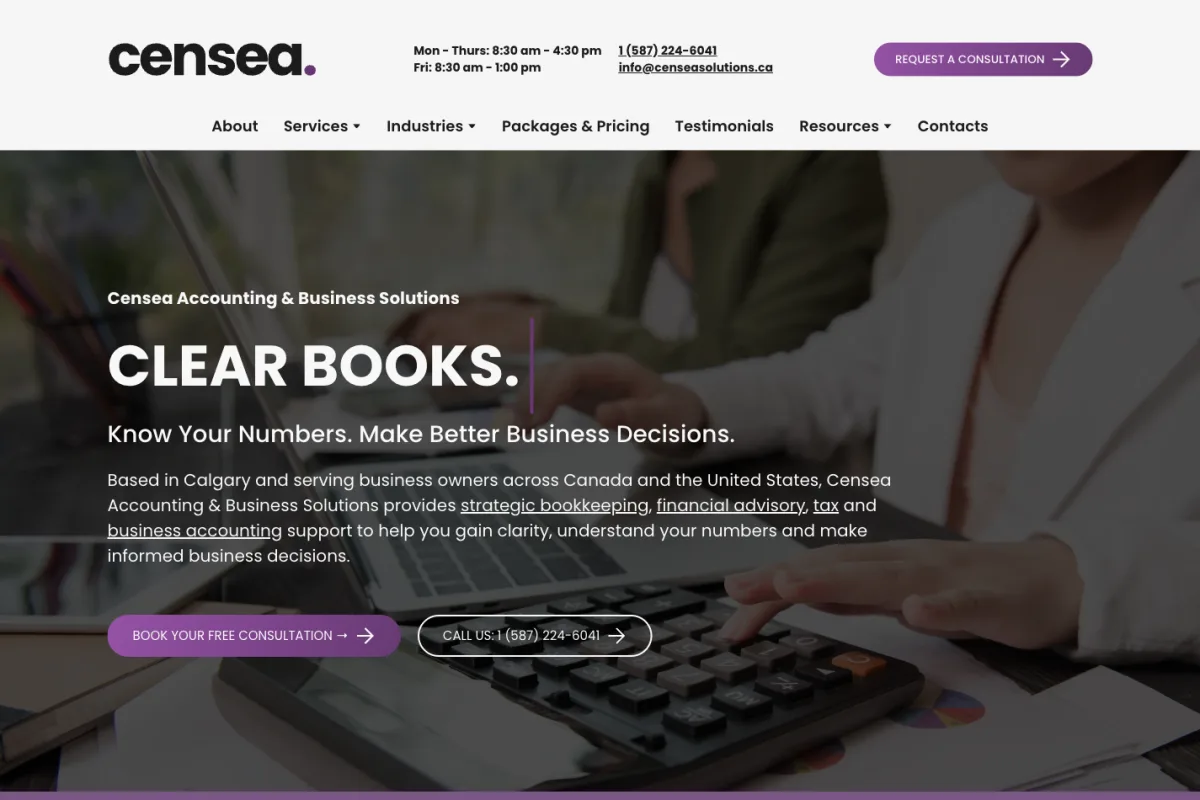 censea.
Mon - Thurs: 8:30 am - 4:30 pm
Fri: 8:30 am - 1:00 pm
1 (587) 224-6041
info@censeasolutions.ca
REQUEST A CONSULTATION
About
Services
Industries
Packages & Pricing
Testimonials
Resources
Contacts
Censea Accounting & Business Solutions
CLEAR BOOKS.
Know Your Numbers. Make Better Business Decisions.
Based in Calgary and serving business owners across Canada and the United States, Censea
Accounting & Business Solutions provides strategic bookkeeping, financial advisory, tax and
business accounting support to help you gain clarity, understand your numbers and make
informed business decisions.
BOOK YOUR FREE CONSULTATION →
CALL US: 1 (587) 224-6041